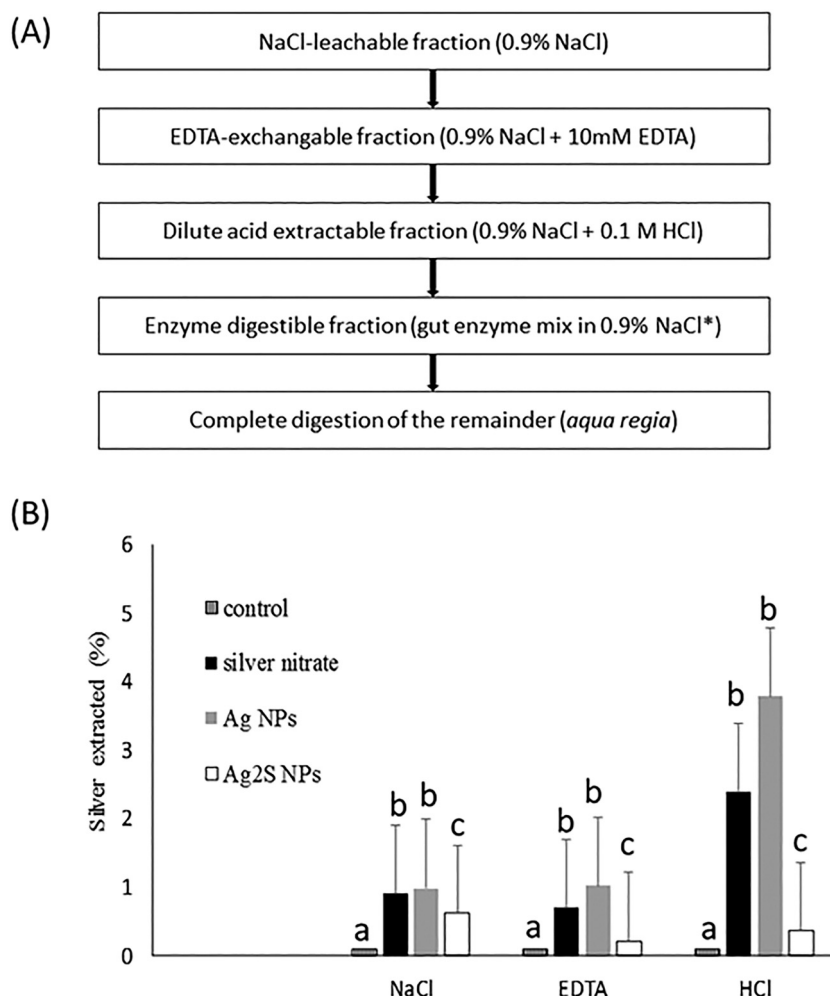 (A)
NaCl-leachable fraction (0.9% NaCl)
EDTA-exchangable fraction (0.9% NaCl + 10mM EDTA)
Dilute acid extractable fraction (0.9% NaCl + 0.1 M HCl)
Enzyme digestible fraction (gut enzyme mix in 0.9% NaCl*)
Complete digestion of the remainder (aqua regia)
(B)
Silver extracted (%)
6
5
4
3
2
1
0
control
silver nitrate
Ag NPs
Ag2S NPs
a b b c
a b b c
a b b c
NaCl EDTA HCl